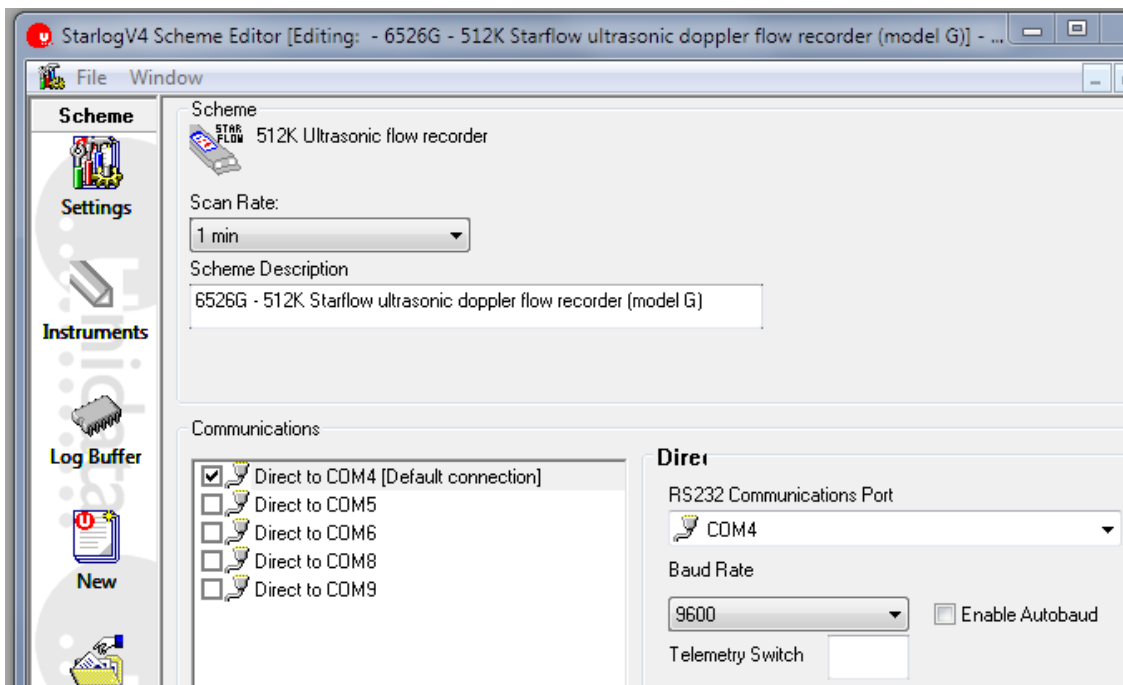 StarlogV4 Scheme Editor [Editing: - 6526G - 512K Starflow ultrasonic doppler flow recorder (model G)] - ...
File Window
Scheme
Settings
Instruments
Log Buffer
New
Scheme
STAR FLOW 512K Ultrasonic flow recorder
Scan Rate:
1 min
Scheme Description
6526G - 512K Starflow ultrasonic doppler flow recorder (model G)
Communications
Direct to COM4 [Default connection]
Direct to COM5
Direct to COM6
Direct to COM8
Direct to COM9
RS232 Communications Port
COM4
Baud Rate
9600
Enable Autobaud
Telemetry Switch